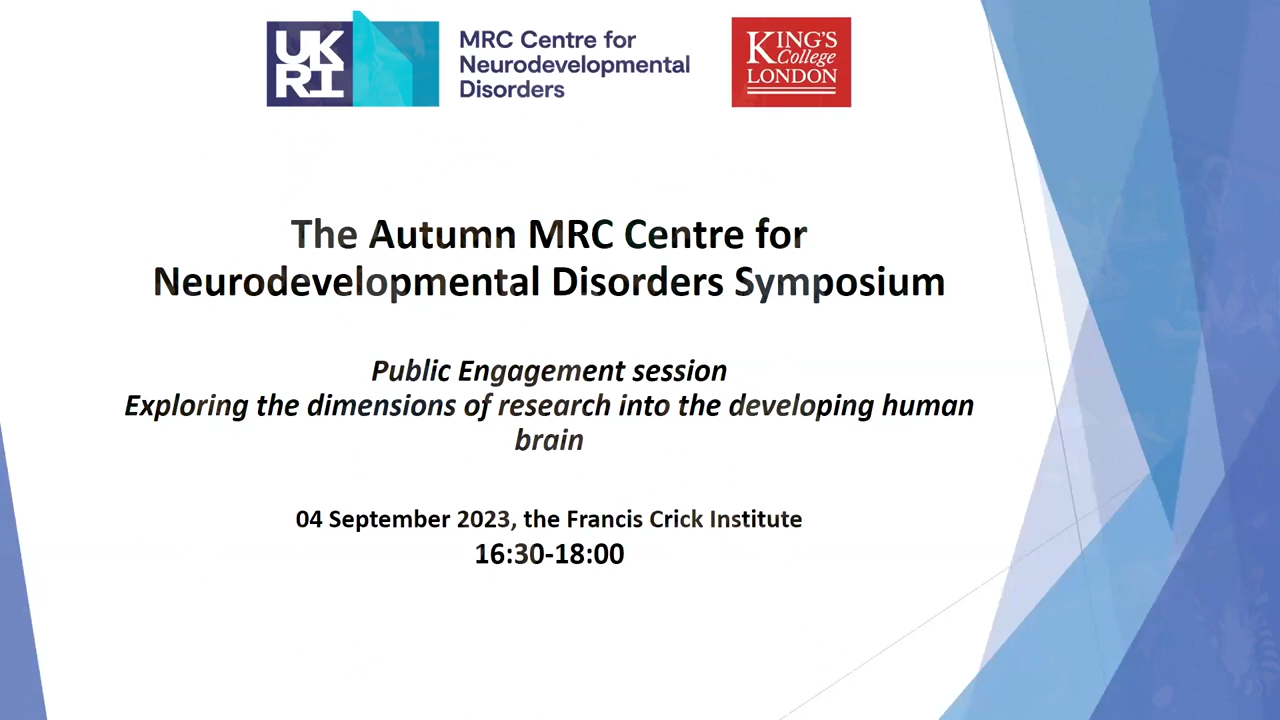 UK
RI
MRC Centre for
Neurodevelopmental
Disorders
KING'S
College
LONDON
The Autumn MRC Centre for
Neurodevelopmental Disorders Symposium
Public Engagement session
Exploring the dimensions of research into the developing human
brain
04 September 2023, the Francis Crick Institute
16:30-18:00